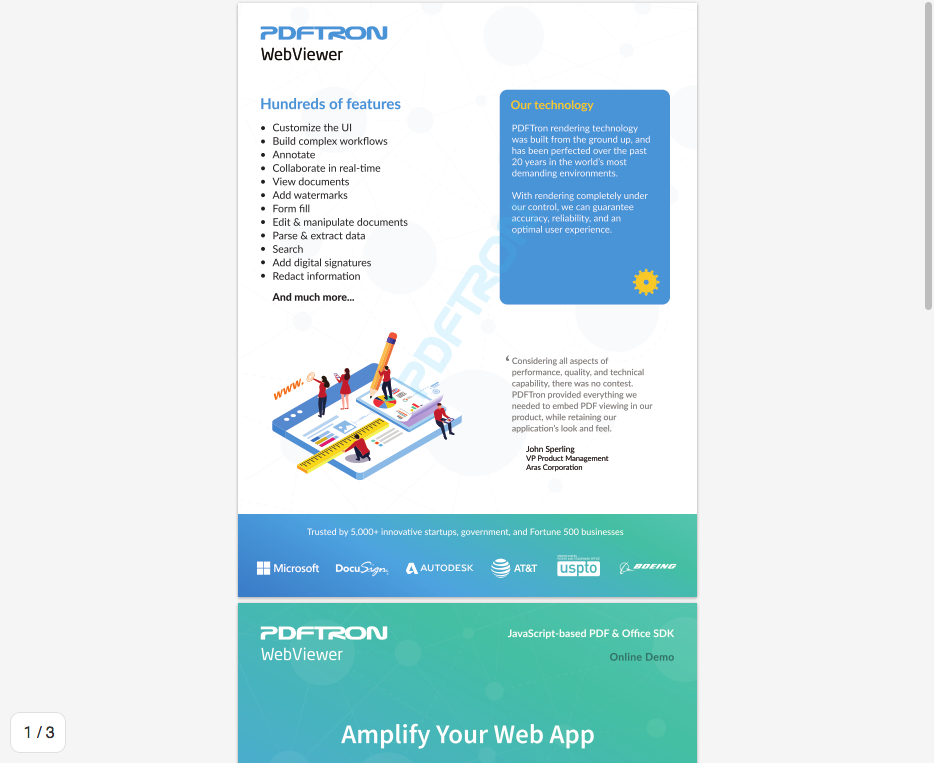 PDFTRON
WebViewer
Hundreds of features
• Customize the UI
• Build complex workflows
• Annotate
• Collaborate in real-time
• View documents
• Add watermarks
• Form fill
• Edit & manipulate documents
• Parse & extract data
• Search
• Add digital signatures
• Redact information
And much more...
Our technology
PDFTron rendering technology
was built from the ground up, and
has been perfected over the past
20 years in the world's most
demanding environments.
With rendering completely under
our control, we can guarantee
accuracy, reliability, and an
optimal user experience.
PDFTRON
www.
‘ Considering all aspects of
performance, quality, and technical
capability, there was no contest.
PDFTron provided everything we
needed to embed PDF viewing in our
product, while retaining our
application's look and feel.
John Sperling
VP Product Management
Aras Corporation
Trusted by 5,000+ innovative startups, government, and Fortune 500 businesses
Microsoft
DocuSign
AUTODESK
AT&T
uspto
BOEING
PDFTRON
WebViewer
JavaScript-based PDF & Office SDK
Online Demo
Amplify Your Web App
1 / 3